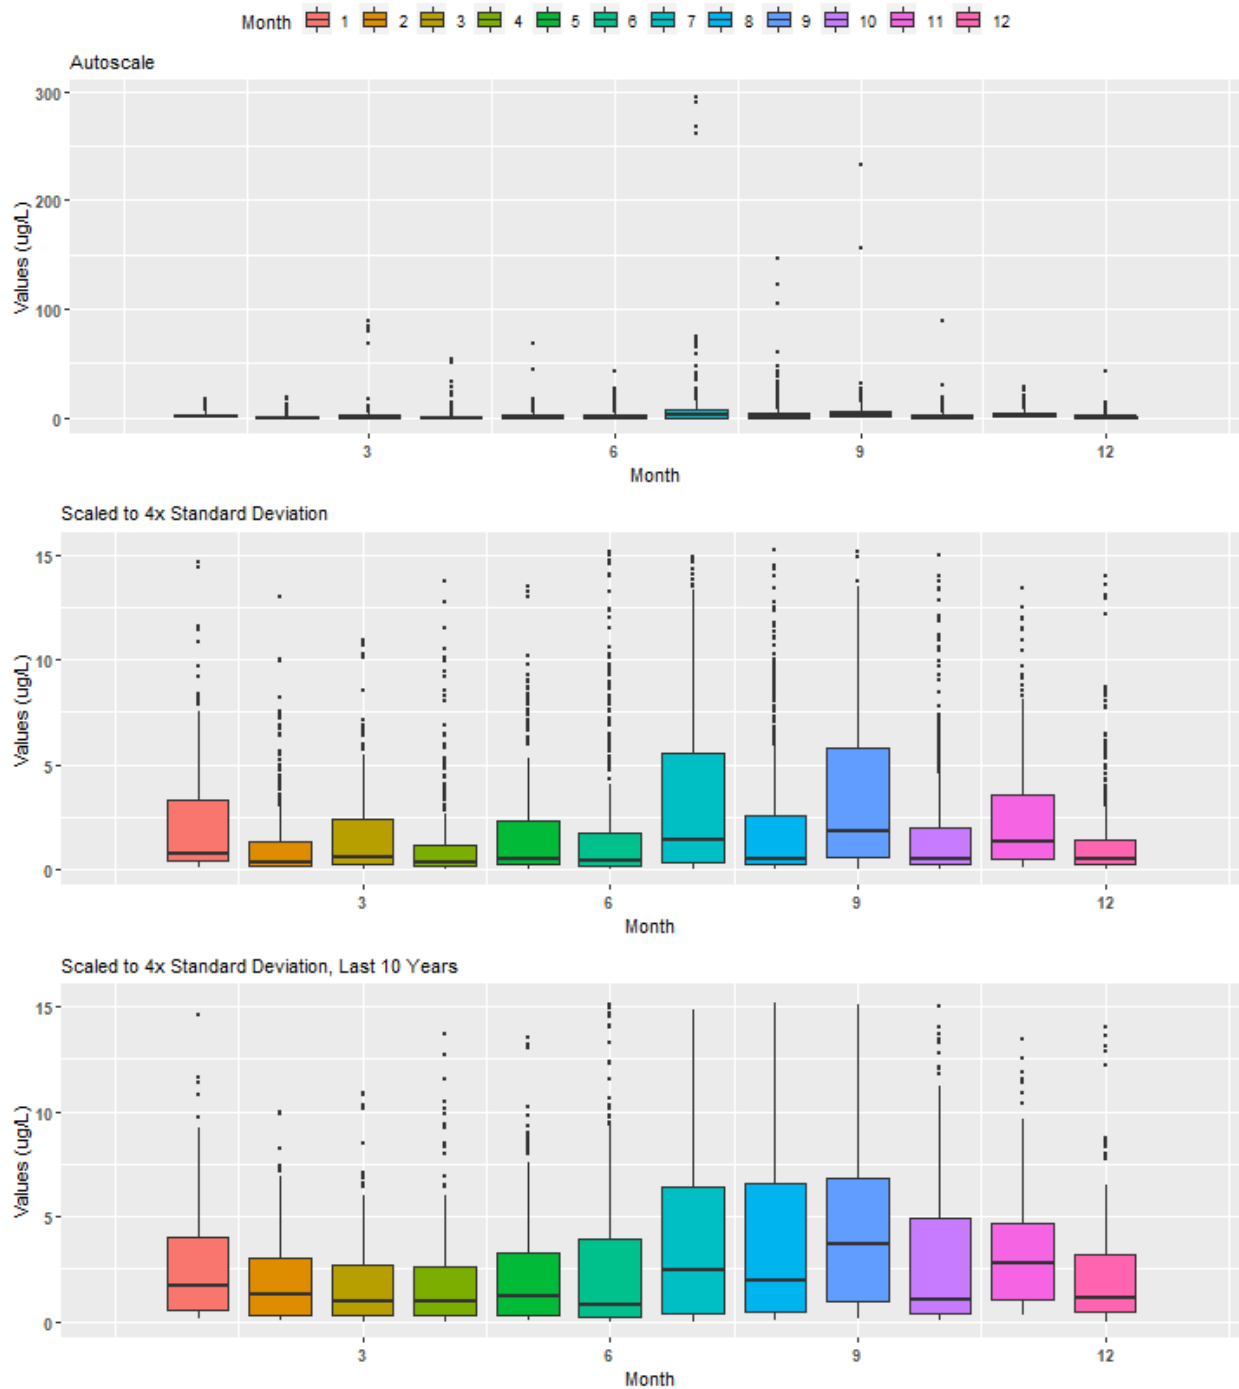 Month 1 2 3 4 5 6 7 8 9 10 11 12
Autoscale
300
200
100
0
Values (ug/L)
3 6 9 12
Month
Scaled to 4x Standard Deviation
15
10
5
0
Values (ug/L)
3 6 9 12
Month
Scaled to 4x Standard Deviation, Last 10 Years
15
10
5
0
Values (ug/L)
3 6 9 12
Month